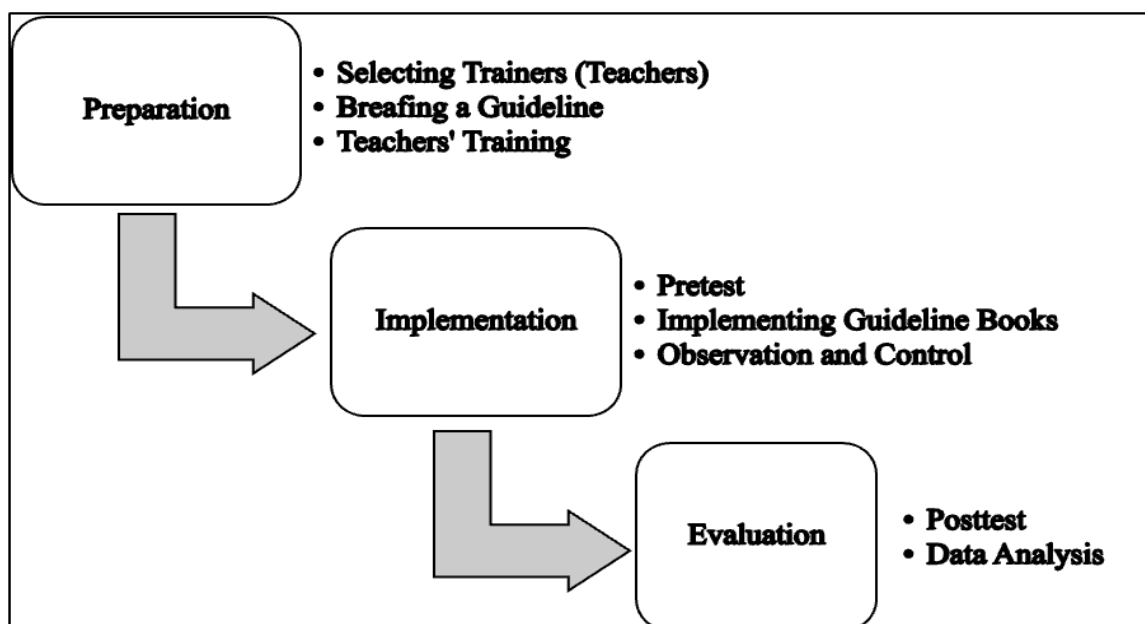 Preparation
• Selecting Trainers (Teachers)
• Breafing a Guideline
• Teachers' Training
Implementation
• Pretest
• Implementing Guideline Books
• Observation and Control
Evaluation
• Posttest
• Data Analysis